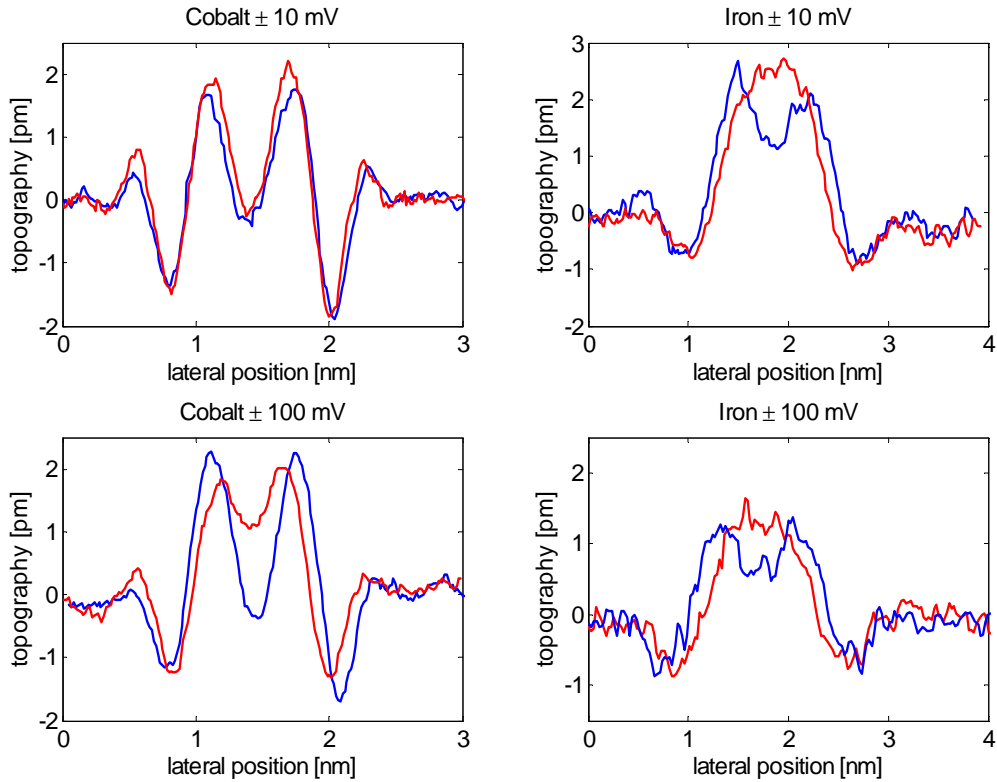 Cobalt ± 10 mV
topography [pm]
2
1
0
-1
-2
0 1 2 3
lateral position [nm]
Iron ± 10 mV
topography [pm]
3
2
1
0
-1
-2
0 1 2 3 4
lateral position [nm]
Cobalt ± 100 mV
topography [pm]
2
1
0
-1
-2
0 1 2 3
lateral position [nm]
Iron ± 100 mV
topography [pm]
2
1
0
-1
0 1 2 3 4
lateral position [nm]